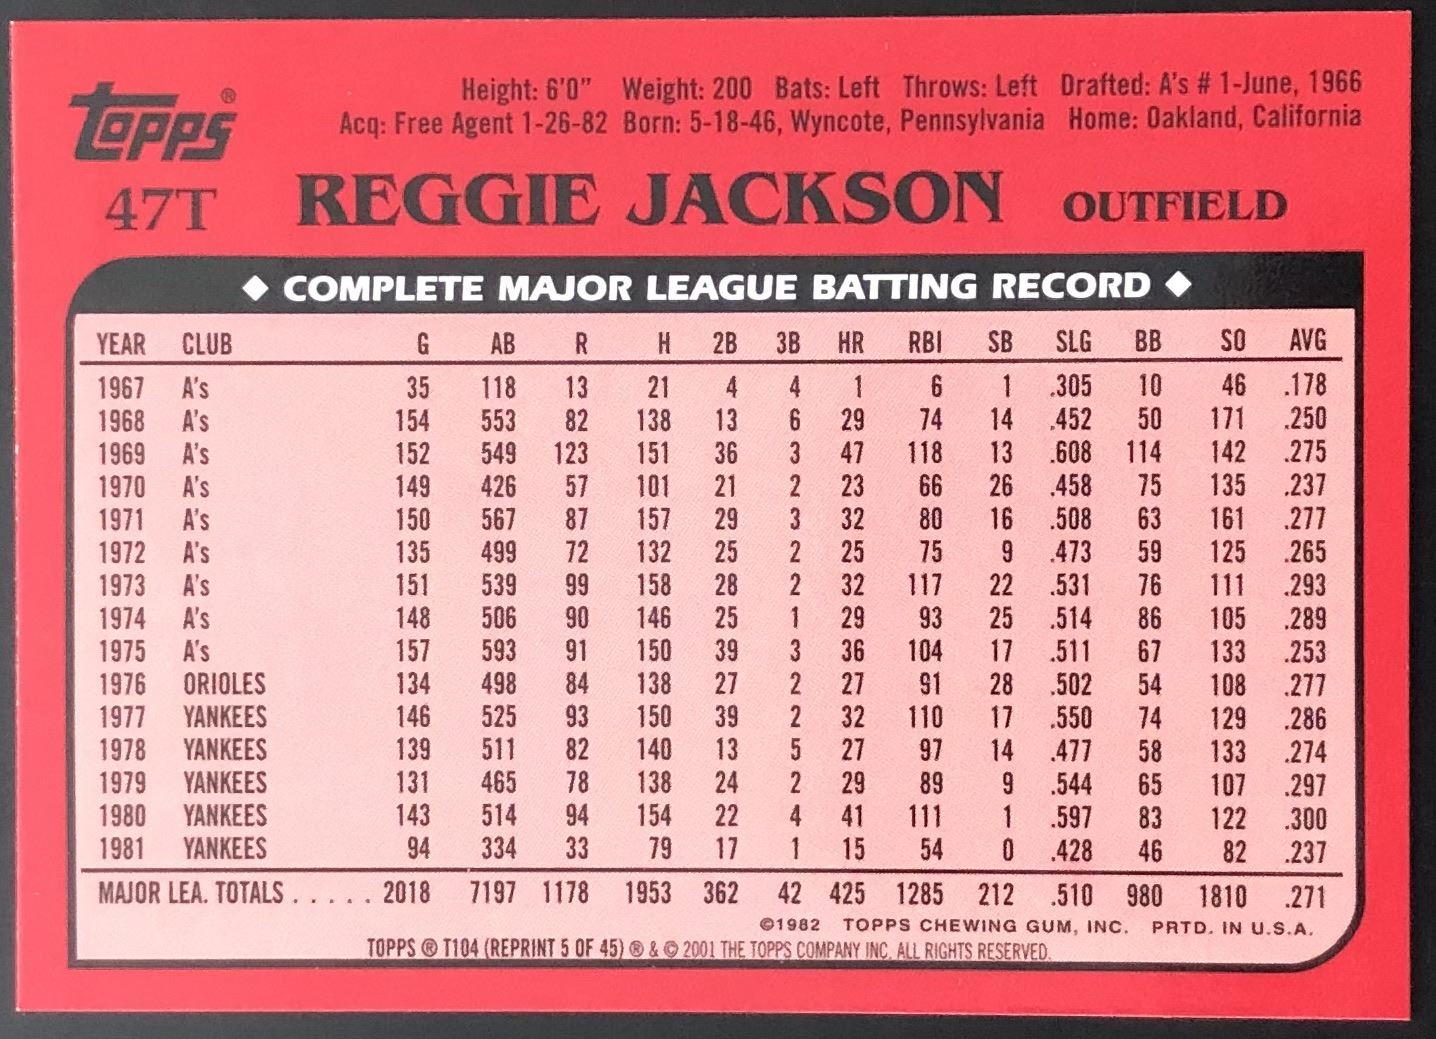 Topps®
Height: 6'0" Weight: 200 Bats: Left Throws: Left Drafted: A's # 1-June, 1966
Acq: Free Agent 1-26-82 Born: 5-18-46, Wyncote, Pennsylvania Home: Oakland, California
47T REGGIE JACKSON OUTFIELD
◆ COMPLETE MAJOR LEAGUE BATTING RECORD ◆
YEAR CLUB G AB R H 2B 3B HR RBI SB SLG BB SO AVG
1967 A's 35 118 13 21 4 4 1 6 1 .305 10 46 .178
1968 A's 154 553 82 138 13 6 29 74 14 .452 50 171 .250
1969 A's 152 549 123 151 36 3 47 118 13 .608 114 142 .275
1970 A's 149 426 57 101 21 2 23 66 26 .458 75 135 .237
1971 A's 150 567 87 157 29 3 32 80 16 .508 63 161 .277
1972 A's 135 499 72 132 25 2 25 75 9 .473 59 125 .265
1973 A's 151 539 99 158 28 2 32 117 22 .531 76 111 .293
1974 A's 148 506 90 146 25 1 29 93 25 .514 86 105 .289
1975 A's 157 593 91 150 39 3 36 104 17 .511 67 133 .253
1976 ORIOLES 134 498 84 138 27 2 27 91 28 .502 54 108 .277
1977 YANKEES 146 525 93 150 39 2 32 110 17 .550 74 129 .286
1978 YANKEES 139 511 82 140 13 5 27 97 14 .477 58 133 .274
1979 YANKEES 131 465 78 138 24 2 29 89 9 .544 65 107 .297
1980 YANKEES 143 514 94 154 22 4 41 111 1 .597 83 122 .300
1981 YANKEES 94 334 33 79 17 1 15 54 0 .428 46 82 .237
MAJOR LEA. TOTALS . . . . . 2018 7197 1178 1953 362 42 425 1285 212 .510 980 1810 .271
©1982 TOPPS CHEWING GUM, INC. PRTD. IN U.S.A.
TOPPS ® T104 (REPRINT 5 OF 45) ® & © 2001 THE TOPPS COMPANY INC. ALL RIGHTS RESERVED.